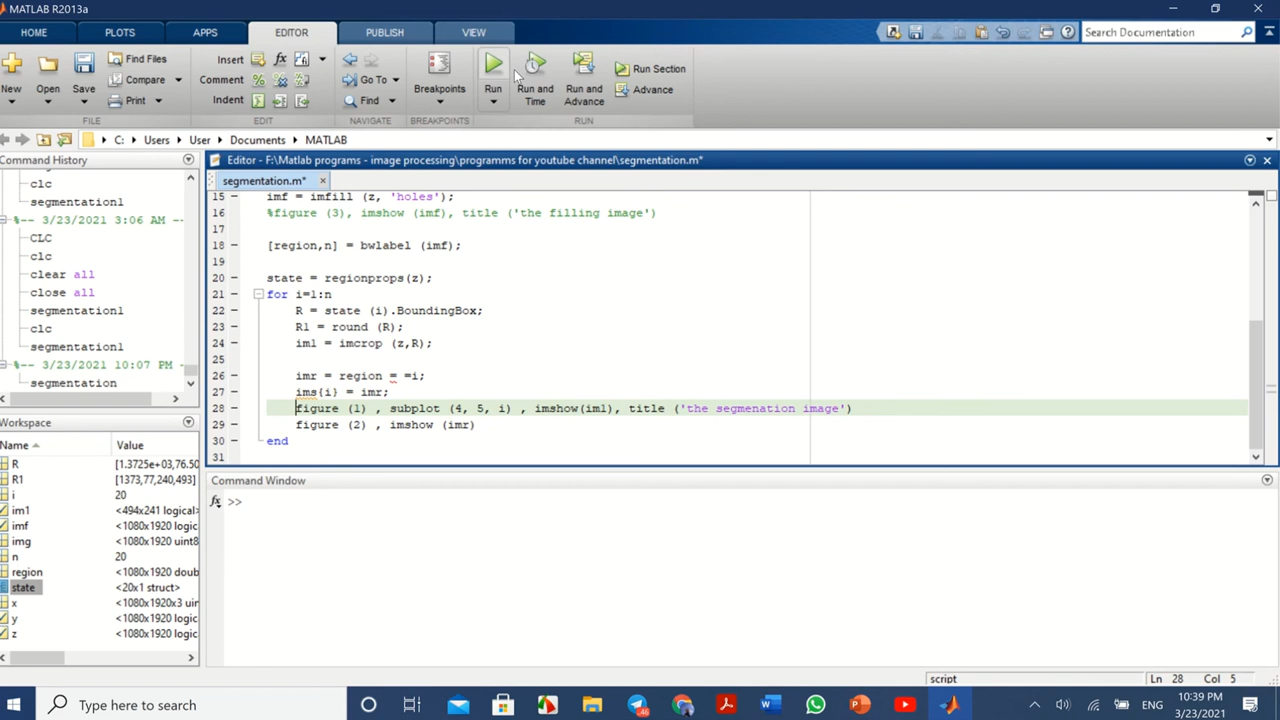 MATLAB R2013a
HOME PLOTS APPS EDITOR PUBLISH VIEW Search Documentation
New Open Save Find Files Compare Print FILE
Insert fx Comment % Indent EDIT
Go To Find NAVIGATE
Breakpoints BREAKPOINTS
Run Run and Time Run and Advance Run Section Advance RUN
C: Users User Documents MATLAB
Command History
clc
segmentation1
%-- 3/23/2021 3:06 AM --
CLC
clc
clear all
close all
segmentation1
clc
segmentation1
%-- 3/23/2021 10:07 PM --
segmentation
Workspace
Name Value
R [1.3725e+03,76.50
R1 [1373,77,240,493]
i 20
im1 <494x241 logical>
imf <1080x1920 logic
img <1080x1920 uint8
n 20
region <1080x1920 doub
state <20x1 struct>
x <1080x1920x3 uin
y <1080x1920 logic
z <1080x1920 logic
Editor - F:\Matlab programs - image processing\programms for youtube channel\segmentation.m*
segmentation.m* x
15 imf = imfill (z, 'holes');
16 %figure (3), imshow (imf), title ('the filling image')
17
18 [region,n] = bwlabel (imf);
19
20 state = regionprops(z);
21 for i=1:n
22 R = state (i).BoundingBox;
23 R1 = round (R);
24 im1 = imcrop (z,R);
25
26 imr = region = =i;
27 ims{i} = imr;
28 figure (1) , subplot (4, 5, i) , imshow(im1), title ('the segmenation image')
29 figure (2) , imshow (imr)
30 end
31
Command Window
fx >>
script Ln 28 Col 5
Type here to search
46
ENG
10:39 PM
3/23/2021